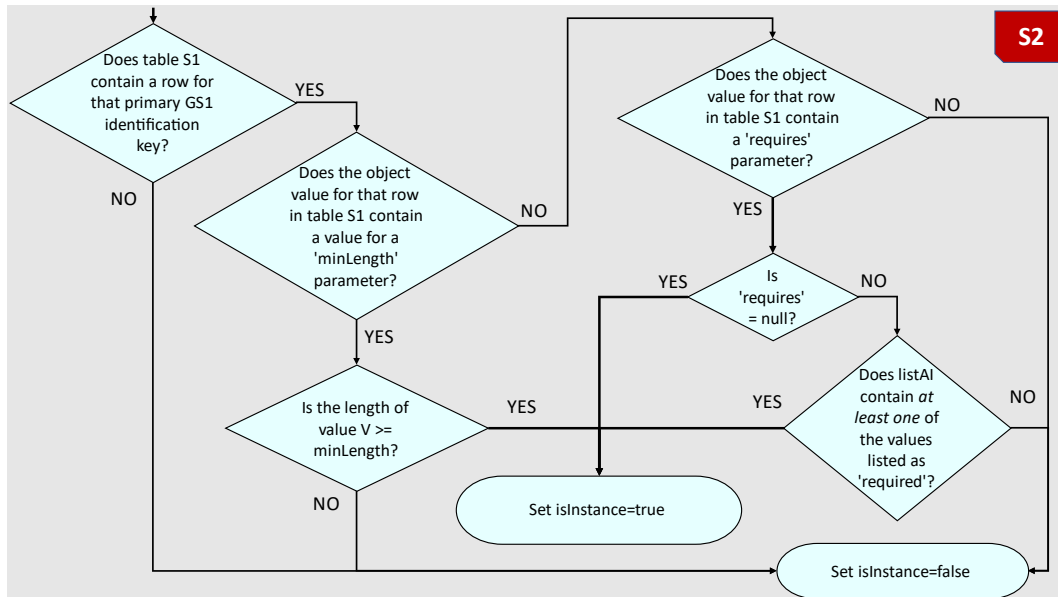 S2
Does table S1
contain a row for
that primary GS1
identification
key?
YES
NO
Does the object
value for that row
in table S1 contain
a value for a
'minLength'
parameter?
NO
YES
Is the length of
value V >=
minLength?
YES
NO
Does the object
value for that row
in table S1 contain
a 'requires'
parameter?
NO
YES
Is
'requires'
= null?
YES
NO
Does listAI
contain at
least one of
the values
listed as
'required'?
YES
NO
Set isInstance=true
Set isInstance=false